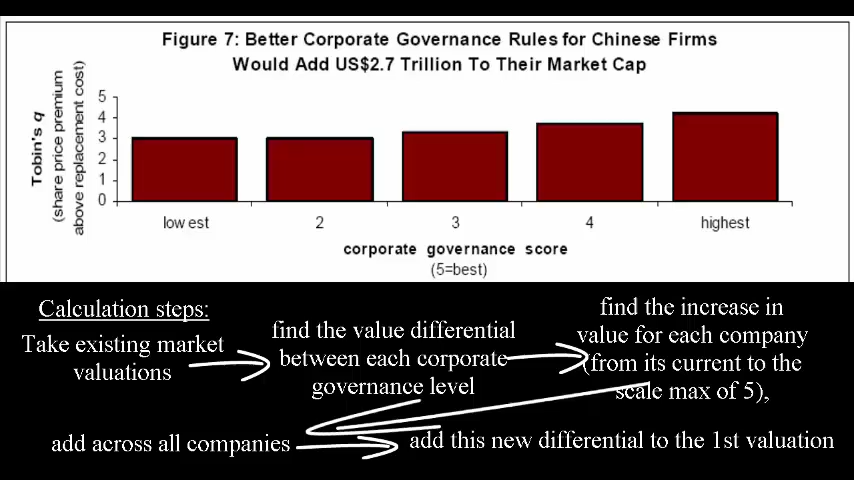 Figure 7: Better Corporate Governance Rules for Chinese Firms
Would Add US$2.7 Trillion To Their Market Cap
Tobin's q
(share price premium
above replacement cost)
5
4
3
2
1
0
low est
2
3
4
highest
corporate governance score
(5=best)
Calculation steps:
Take existing market
valuations
find the value differential
between each corporate
governance level
find the increase in
value for each company
(from its current to the
scale max of 5),
add across all companies
add this new differential to the 1st valuation